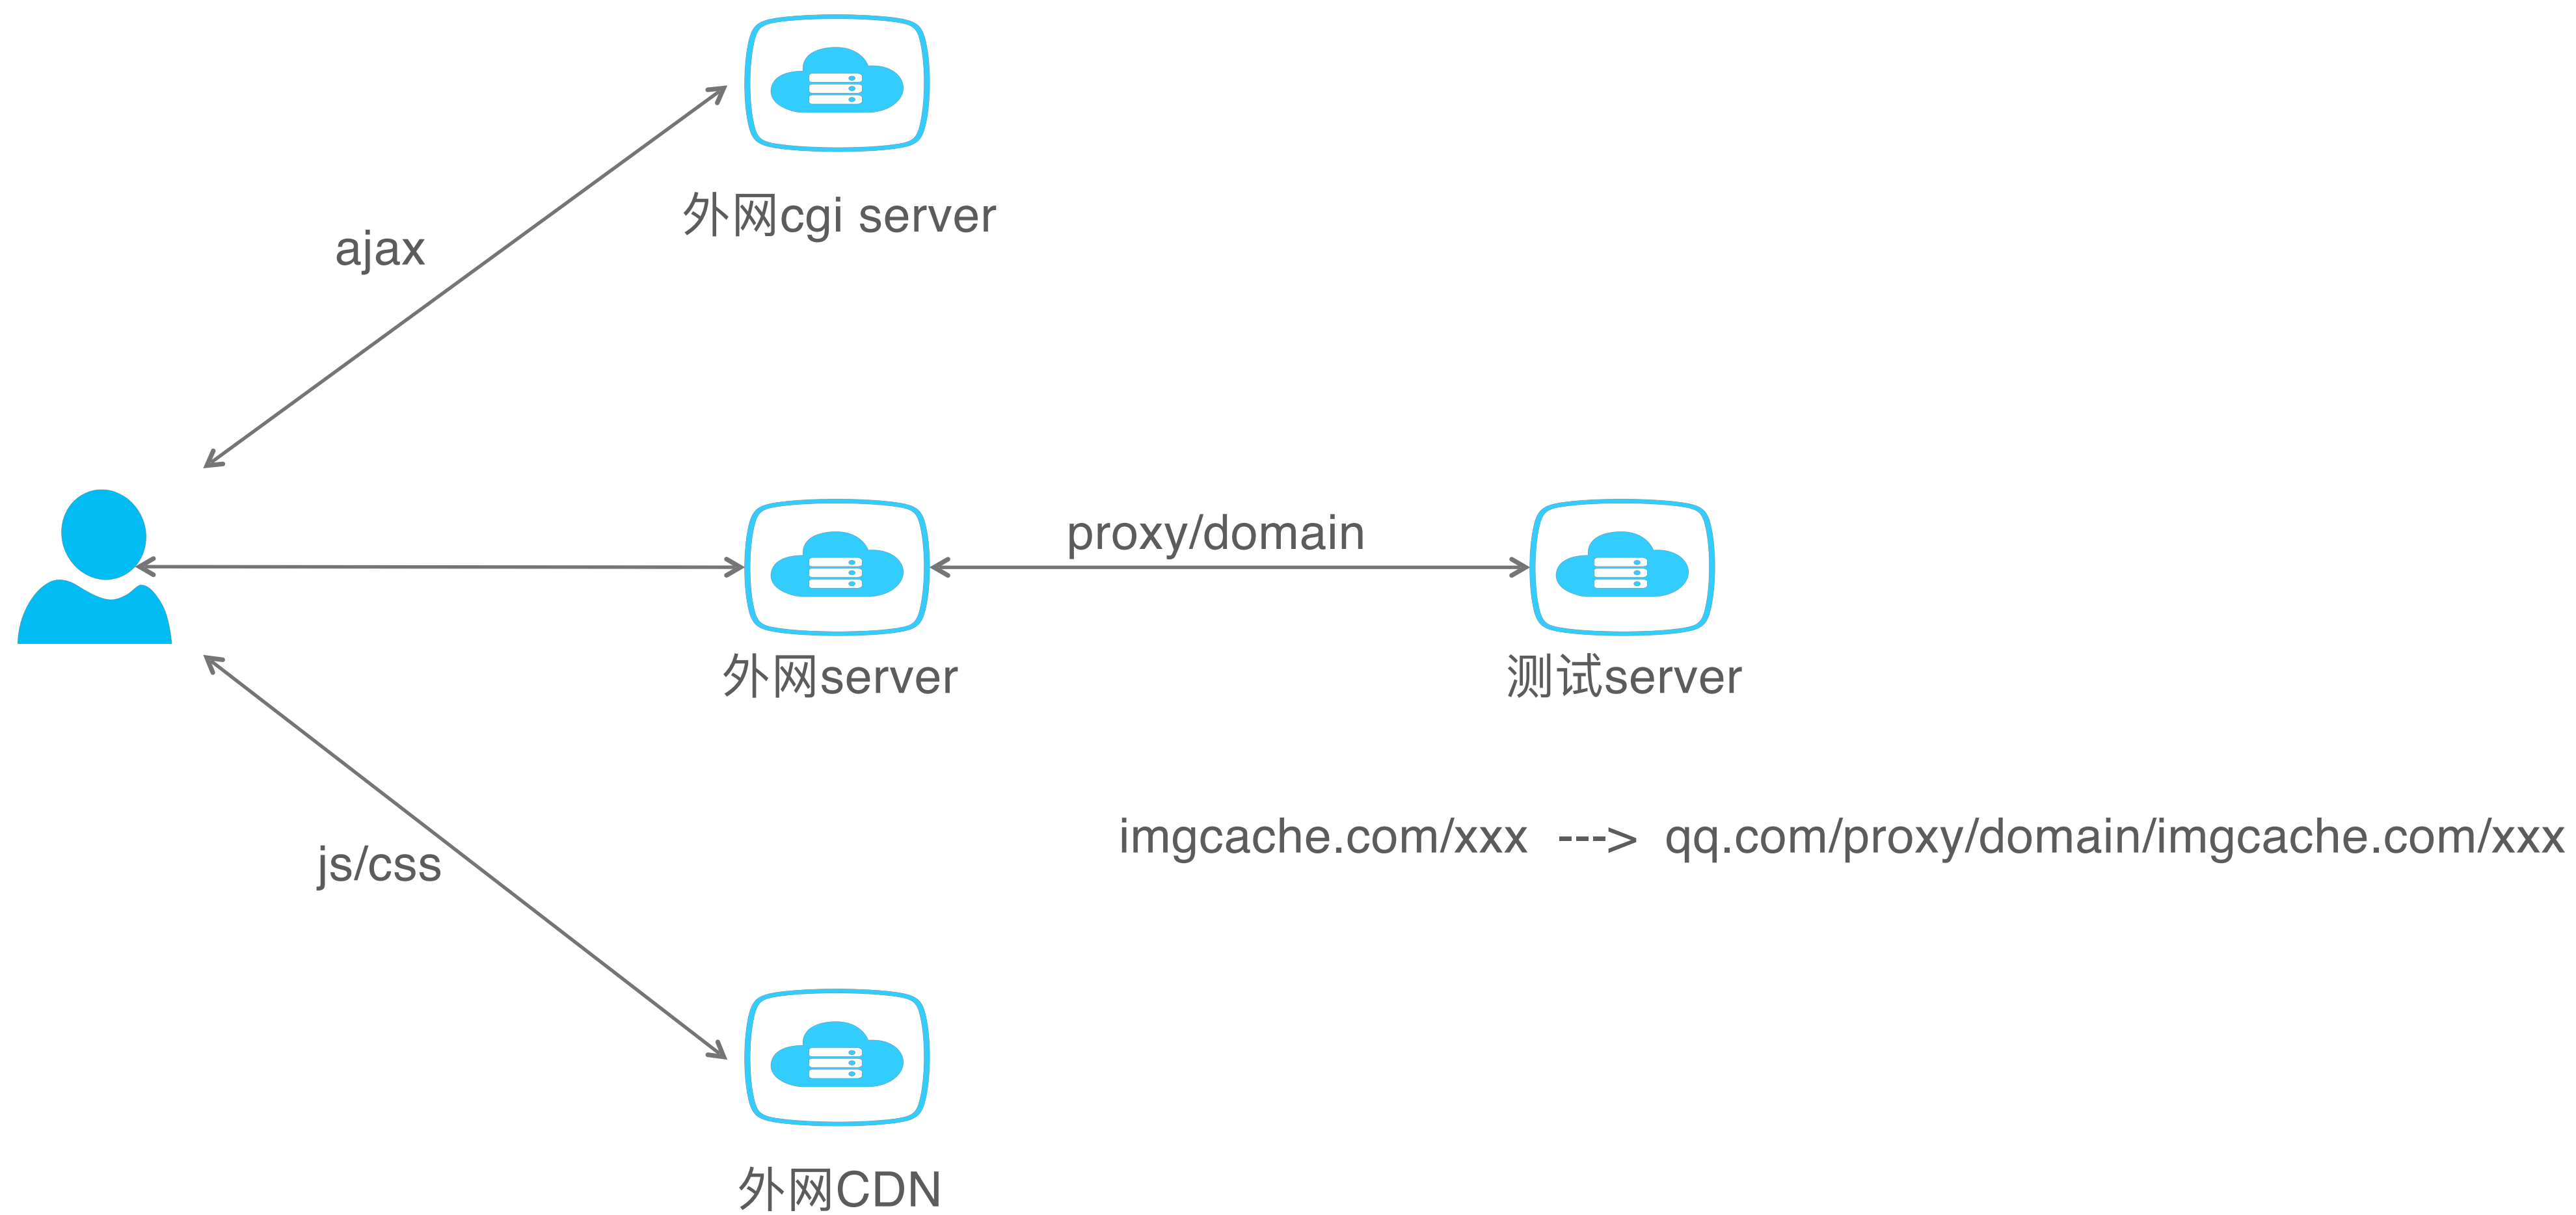 外网cgi server
ajax
proxy/domain
外网server
测试server
imgcache.com/xxx ---> qq.com/proxy/domain/imgcache.com/xxx
js/css
外网CDN